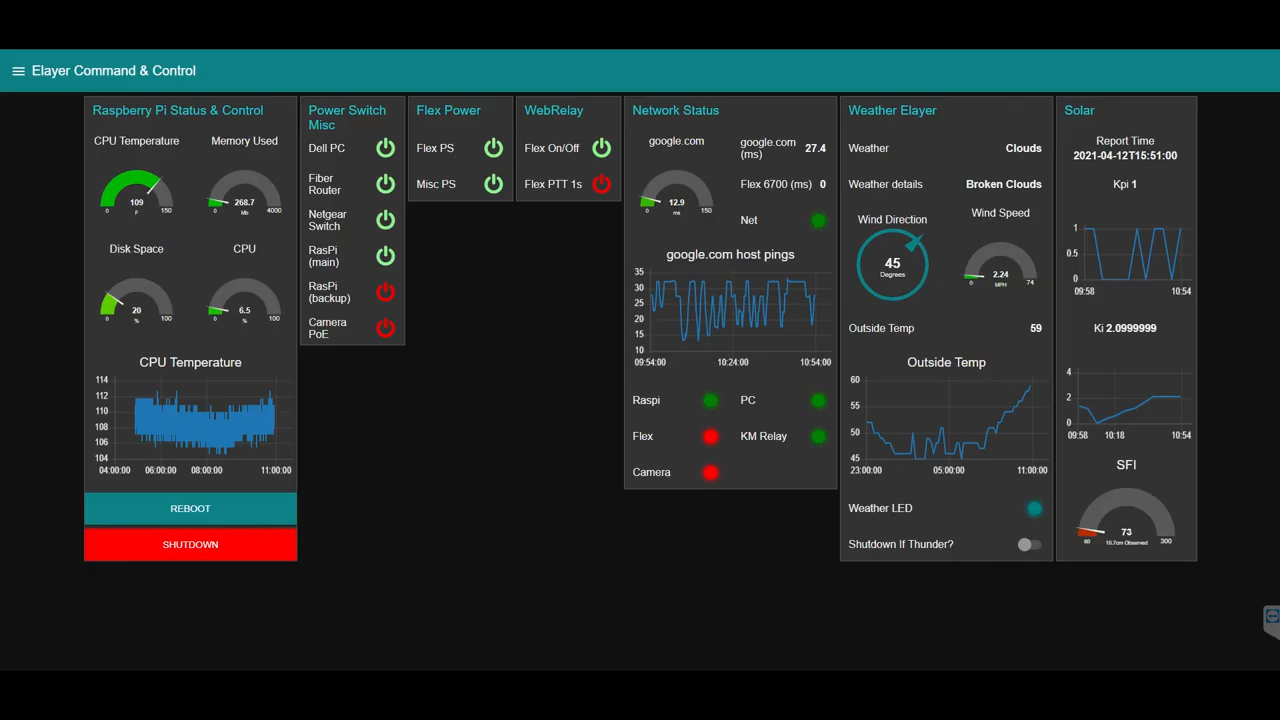 Elayer Command & Control
Raspberry Pi Status & Control
CPU Temperature
Memory Used
109
F
0
150
268.7
Mb
0
4000
Disk Space
CPU
20
%
0
100
6.5
%
0
100
CPU Temperature
114
112
110
108
106
104
04:00:00
06:00:00
08:00:00
11:00:00
REBOOT
SHUTDOWN
Power Switch
Misc
Dell PC
Fiber
Router
Netgear
Switch
RasPi
(main)
RasPi
(backup)
Camera
PoE
Flex Power
Flex PS
Misc PS
WebRelay
Flex On/Off
Flex PTT 1s
Network Status
google.com
12.9
ms
0
150
google.com
(ms)
27.4
Flex 6700 (ms) 0
Net
google.com host pings
35
30
25
20
15
10
09:54:00
10:24:00
10:54:00
Raspi
PC
Flex
KM Relay
Camera
Weather Elayer
Weather
Clouds
Weather details
Broken Clouds
Wind Direction
45
Degrees
Wind Speed
2.24
MPH
0
74
Outside Temp
59
Outside Temp
60
55
50
45
23:00:00
05:00:00
11:00:00
Weather LED
Shutdown If Thunder?
Solar
Report Time
2021-04-12T15:51:00
Kpi 1
1
0.5
0
09:58
10:54
Ki 2.0999999
4
2
0
09:58
10:18
10:54
SFI
73
10.7cm Observed
60
300